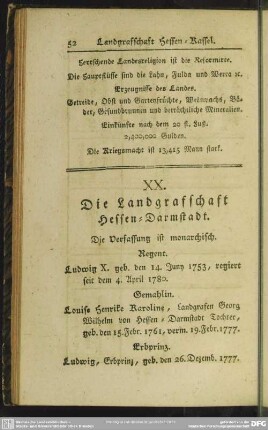 52 Landgraffschaft Hessen-Kassel.
Herrschende Landesreligion ist die Reformirte.
Die Hauptflüsse sind die Lahn, Fulda und Werra ꝛc.
Erzeugnisse des Landes.
Getreide, Obst und Gartenfrüchte, Weinwachs, Bä-
der, Gesundbrunnen und beträchtliche Mineralien.
Einkünfte nach dem 20 fl. Fuß.
2,400,000 Gulden.
Die Kriegsmacht ist 13,415 Mann stark.
XX.
Die Landgraffschaft
Hessen-Darmstadt.
Die Verfassung ist monarchisch.
Regent.
Ludwig X. geb. den 14. Juny 1753, regiert
seit dem 4. April 1780.
Gemahlin.
Louise Henrike Karoline, Landgrafen Georg
Wilhelm von Hessen-Darmstadt Tochter,
geb. den 15. Febr. 1761, verm. 19. Febr. 1777.
Erbprinz.
Ludwig, Erbprinz, geb. den 26. Dezemb. 1777.